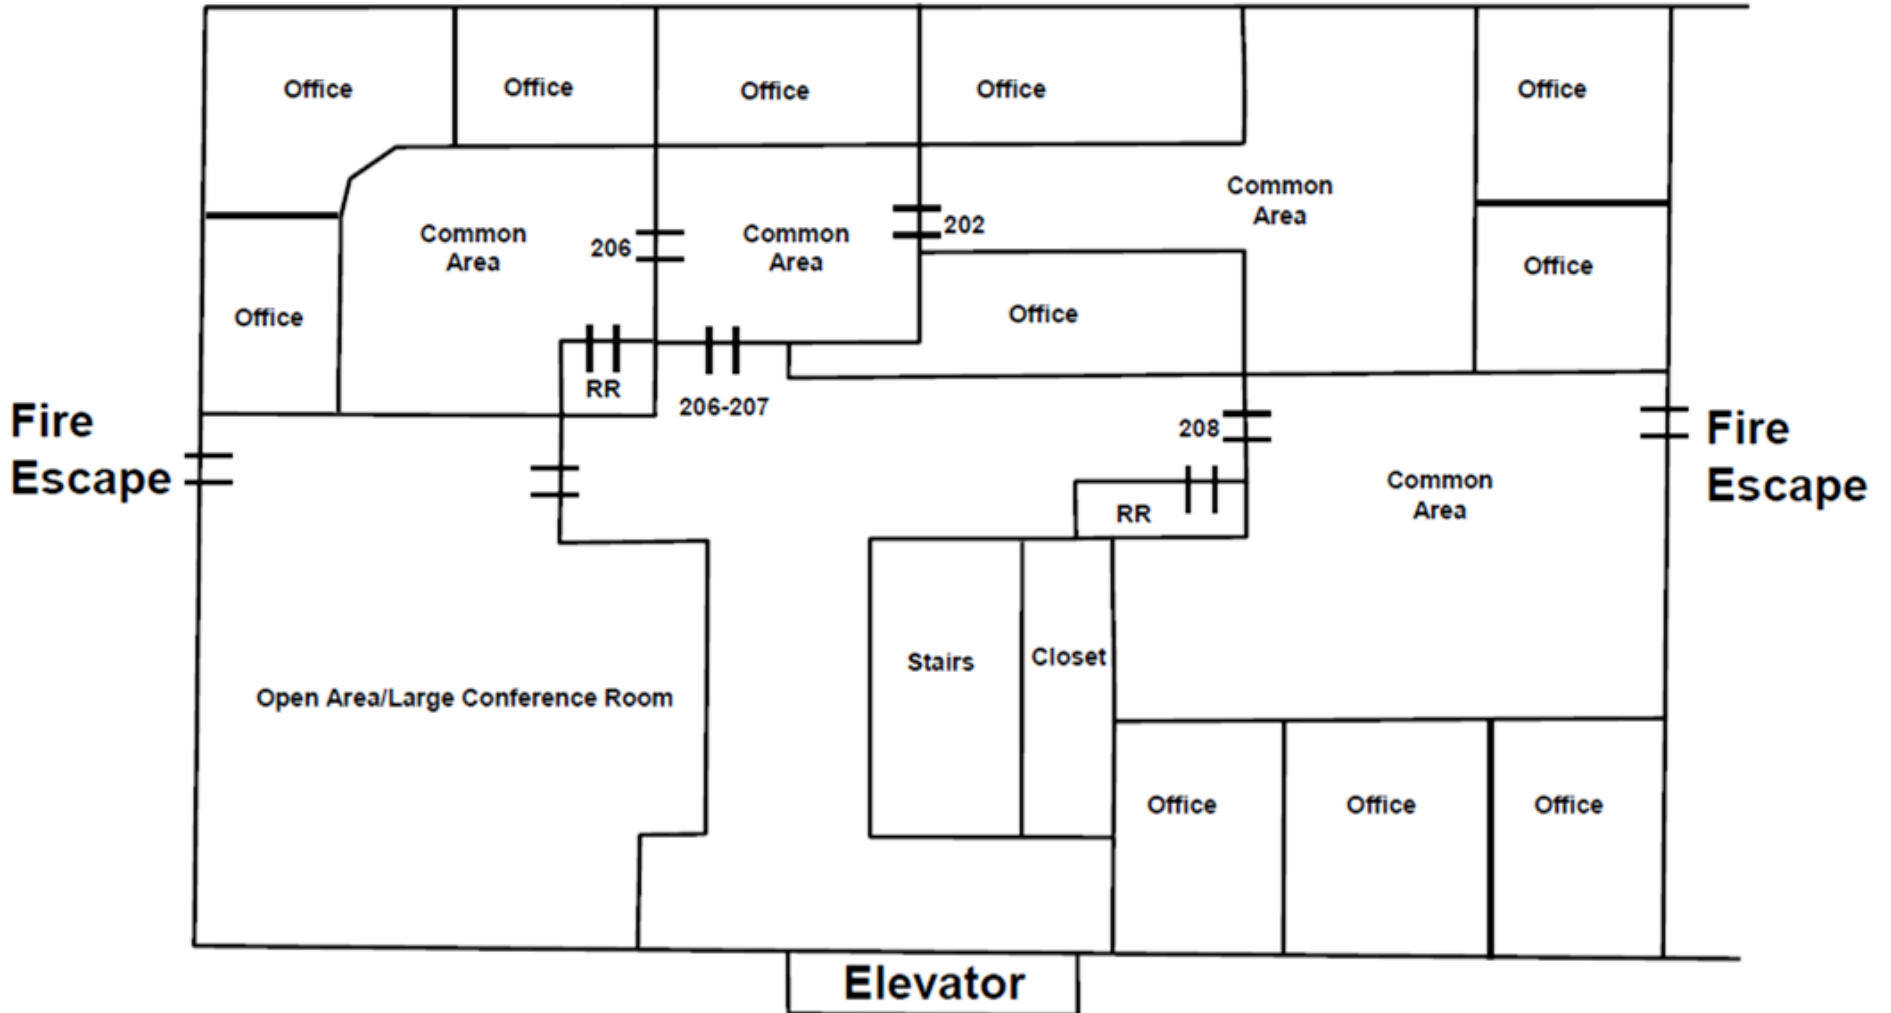 Office
Office
Office
Office
Office
Common
Area
202
Common
Area
206
Common
Area
Office
Office
Office
RR
206-207
Fire
Escape
208
Fire
Escape
Common
Area
RR
Stairs
Closet
Open Area/Large Conference Room
Office
Office
Office
Elevator